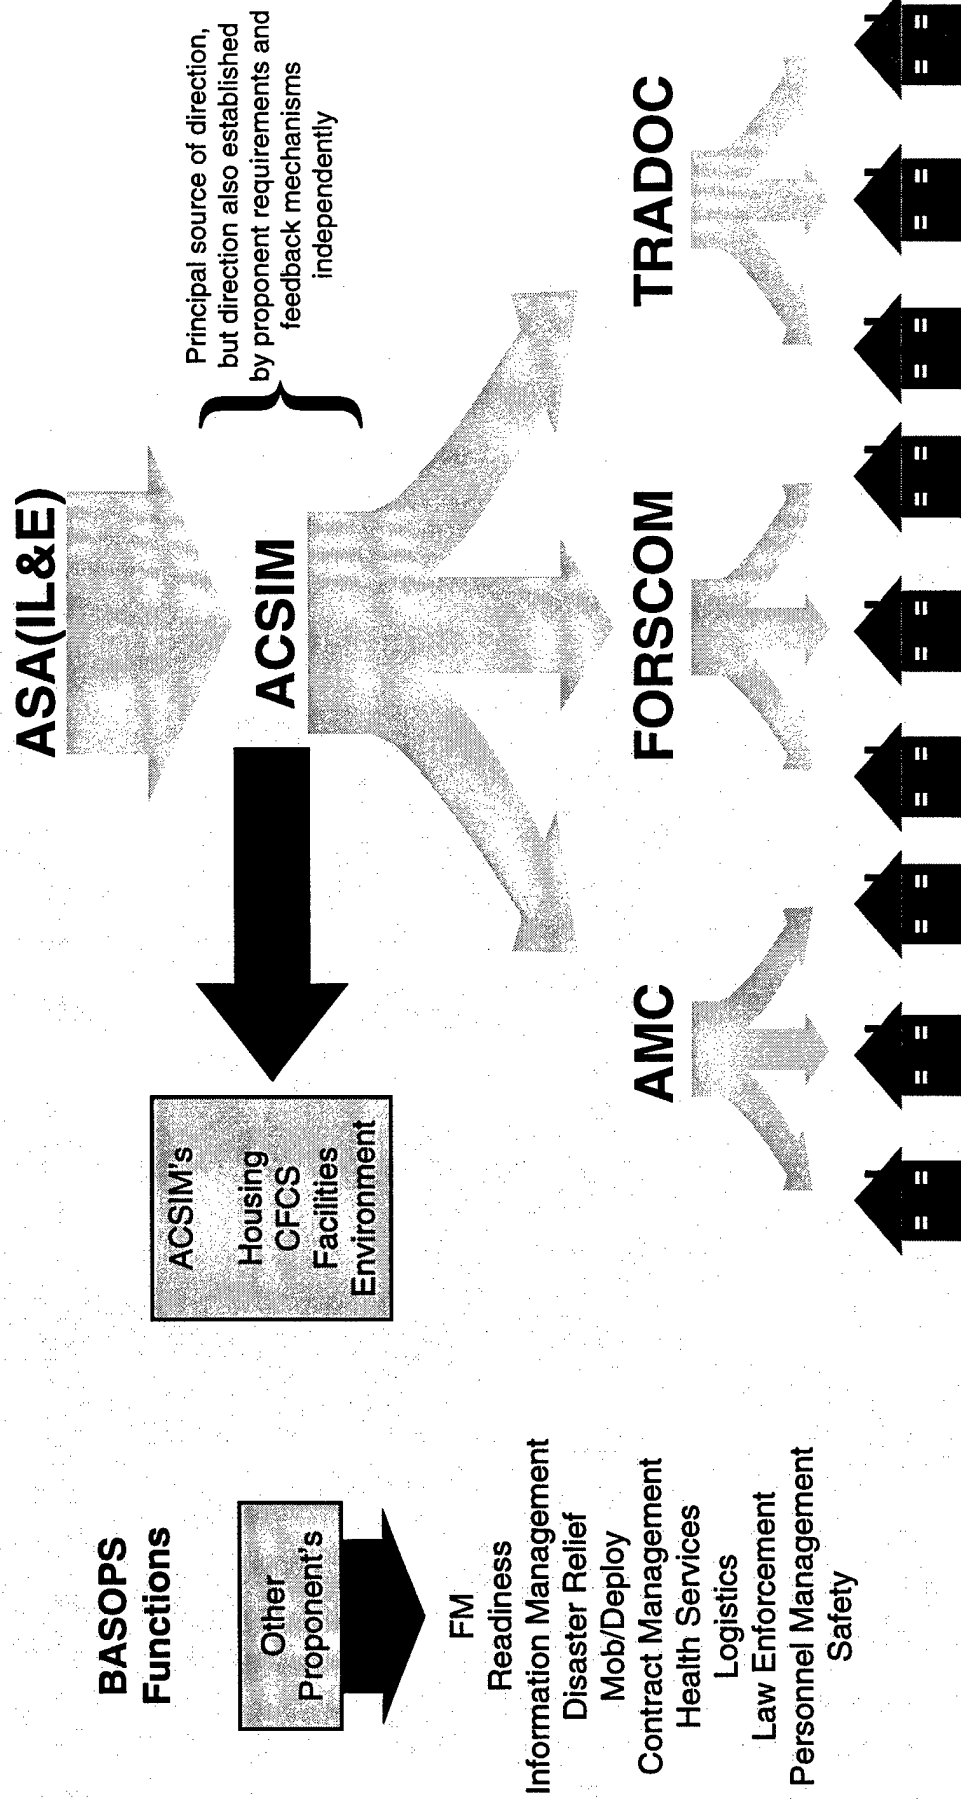 ASA(IL&E)
Principal source of direction,
but direction also established
by proponent requirements and
feedback mechanisms
independently
ACSIM
BASOPS
Functions
ACSIM's
Housing
CFCS
Facilities
Environment
Other
Proponent's
FM
Readiness
Information Management
Disaster Relief
Mob/Deploy
Contract Management
Health Services
Logistics
Law Enforcement
Personnel Management
Safety
AMC
FORSCOM
TRADOC